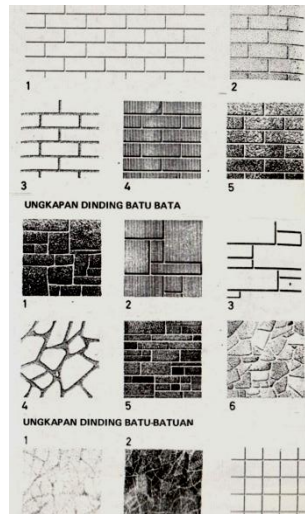 1 2
3 4 5
UNGKAPAN DINDING BATU BATA
1 2 3
4 5 6
UNGKAPAN DINDING BATU-BATUAN
1 2